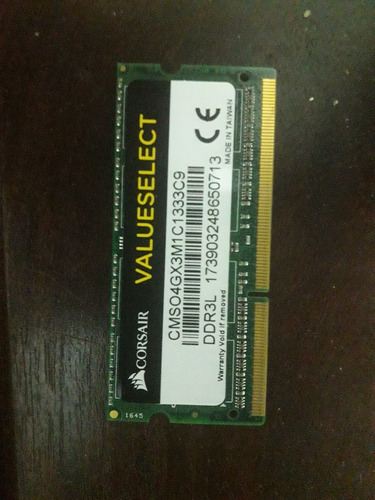 CORSAIR
VALUESELECT
CMSO4GX3M1C1333C9
DDR3L 173903248650713
Warranty Void if removed
MADE IN TAIWAN
CE
1645